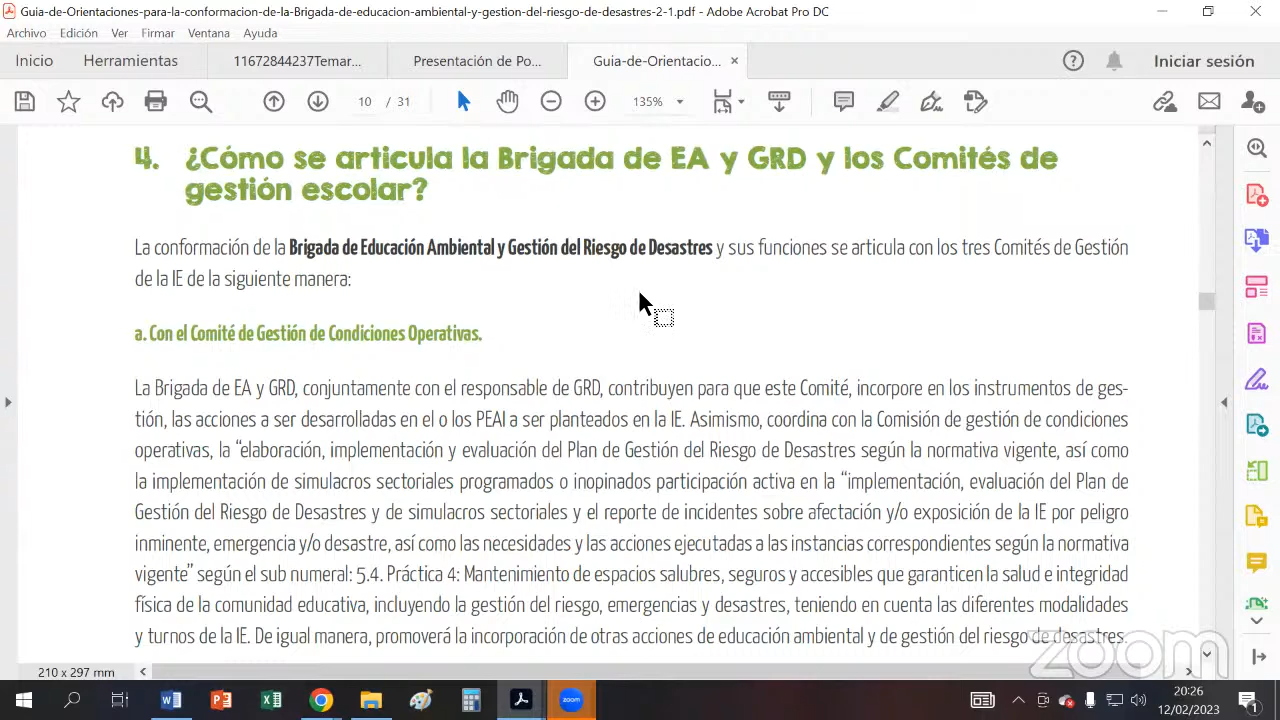 Guia-de-Orientaciones-para-la-conformacion-de-la-Brigada-de-educacion-ambiental-y-gestion-del-riesgo-de-desastres-2-1.pdf - Adobe Acrobat Pro DC
Archivo Edición Ver Firmar Ventana Ayuda
Inicio Herramientas 11672844237Temar... Presentación de Po... Guia-de-Orientacio... × Iniciar sesión
10 / 31 135%
4. ¿Cómo se articula la Brigada de EA y GRD y los Comités de
gestión escolar?
La conformación de la Brigada de Educación Ambiental y Gestión del Riesgo de Desastres y sus funciones se articula con los tres Comités de Gestión
de la IE de la siguiente manera:
a. Con el Comité de Gestión de Condiciones Operativas.
La Brigada de EA y GRD, conjuntamente con el responsable de GRD, contribuyen para que este Comité, incorpore en los instrumentos de ges-
tión, las acciones a ser desarrolladas en el o los PEAI a ser planteados en la IE. Asimismo, coordina con la Comisión de gestión de condiciones
operativas, la “elaboración, implementación y evaluación del Plan de Gestión del Riesgo de Desastres según la normativa vigente, así como
la implementación de simulacros sectoriales programados o inopinados participación activa en la “implementación, evaluación del Plan de
Gestión del Riesgo de Desastres y de simulacros sectoriales y el reporte de incidentes sobre afectación y/o exposición de la IE por peligro
inminente, emergencia y/o desastre, así como las necesidades y las acciones ejecutadas a las instancias correspondientes según la normativa
vigente” según el sub numeral: 5.4. Práctica 4: Mantenimiento de espacios salubres, seguros y accesibles que garanticen la salud e integridad
física de la comunidad educativa, incluyendo la gestión del riesgo, emergencias y desastres, teniendo en cuenta las diferentes modalidades
y turnos de la IE. De igual manera, promoverá la incorporación de otras acciones de educación ambiental y de gestión del riesgo de desastres.
zoom
210 x 297 mm
zoom
20:26
12/02/2023
1